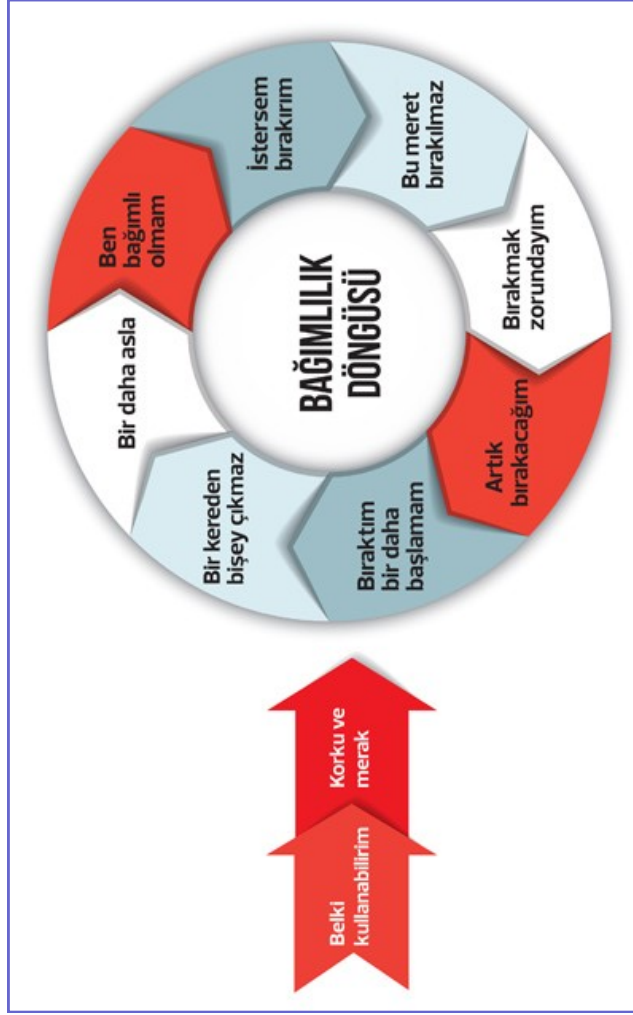 Belki
kullanabilirim
Korku ve
merak
BAĞIMLILIK
DÖNGÜSÜ
Bir kereden
bişey çıkmaz
Bir daha asla
Ben
bağımlı
olmam
İstersem
bırakırım
Bu meret
bırakılmaz
Bırakmak
zorundayım
Artık
bırakacağım
Bıraktım
bir daha
başlamam